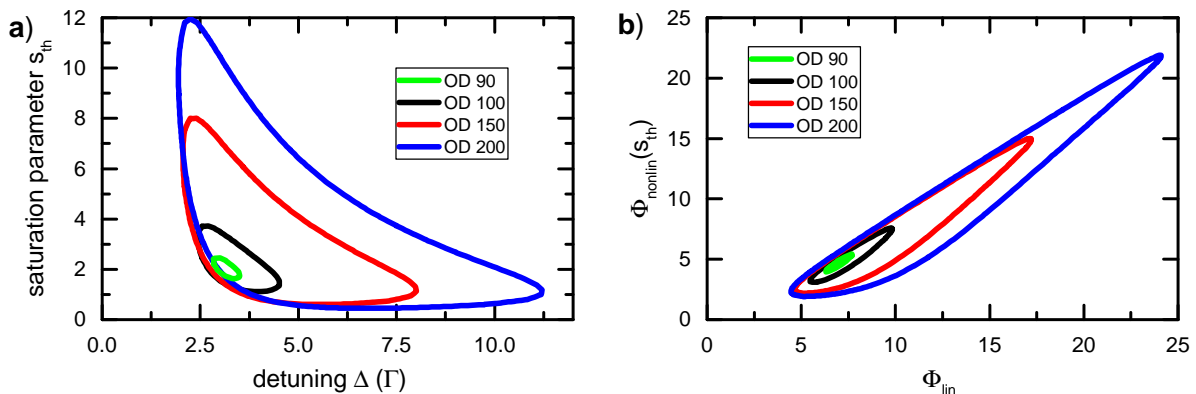 a)
saturation parameter s_th
12
10
8
6
4
2
0
0.0
2.5
5.0
7.5
10.0
detuning Δ (Γ)
OD 90
OD 100
OD 150
OD 200
b)
Φ_nonlin(s_th)
25
20
15
10
5
0
0
5
10
15
20
25
Φ_lin
OD 90
OD 100
OD 150
OD 200